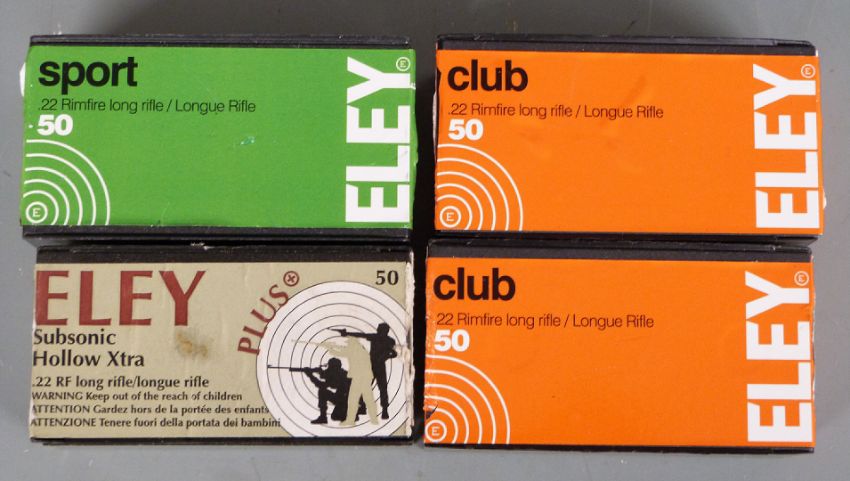 sport
.22 Rimfire long rifle / Longue Rifle
50
E
ELEY
E
club
.22 Rimfire long rifle / Longue Rifle
50
E
ELEY
E
ELEY
PLUS+
50
Subsonic
Hollow Xtra
.22 RF long rifle/longue rifle
WARNING Keep out of the reach of children
ATTENTION Gardez hors de la portée des enfants
ATTENZIONE Tenere fuori della portata dei bambini
club
.22 Rimfire long rifle / Longue Rifle
50
E
ELEY
E